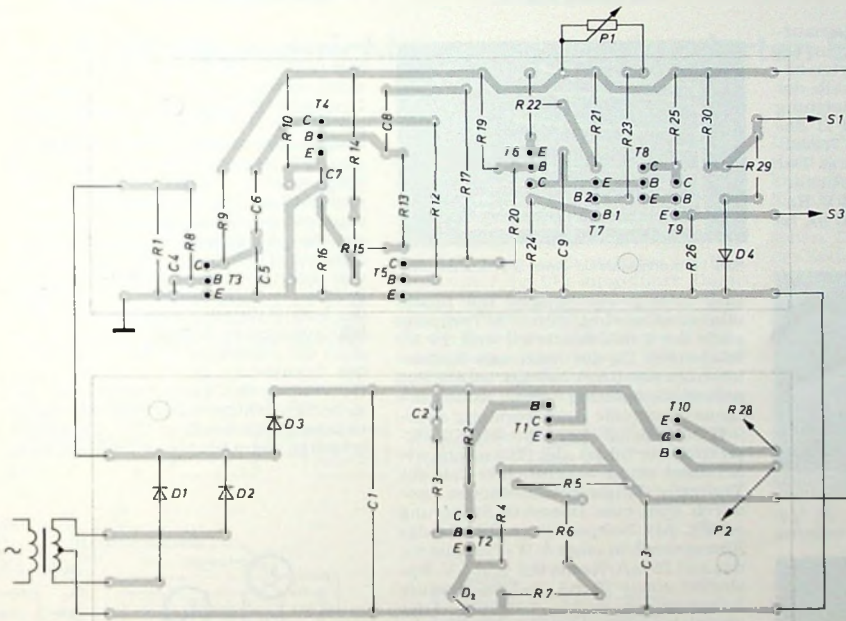 P1
T4
C
B
E
R10
R14
C8
R19
R22
R21
R23
T8
R25
R30
S1
R29
E
B
C
C
B
E
C
E
R9
C6
C7
R13
R12
R17
R20
E
B2
B1
T7
T9
S3
R1
R8
C4
C
B
E
T3
C5
R16
R15
T5
C
B
E
R24
C9
R26
D4
D3
C2
R2
B
C
E
T1
T10
E
C
B
R28
D1
D2
C1
R3
R4
R5
R6
P2
C
B
E
T2
Dz
R7
C3
~